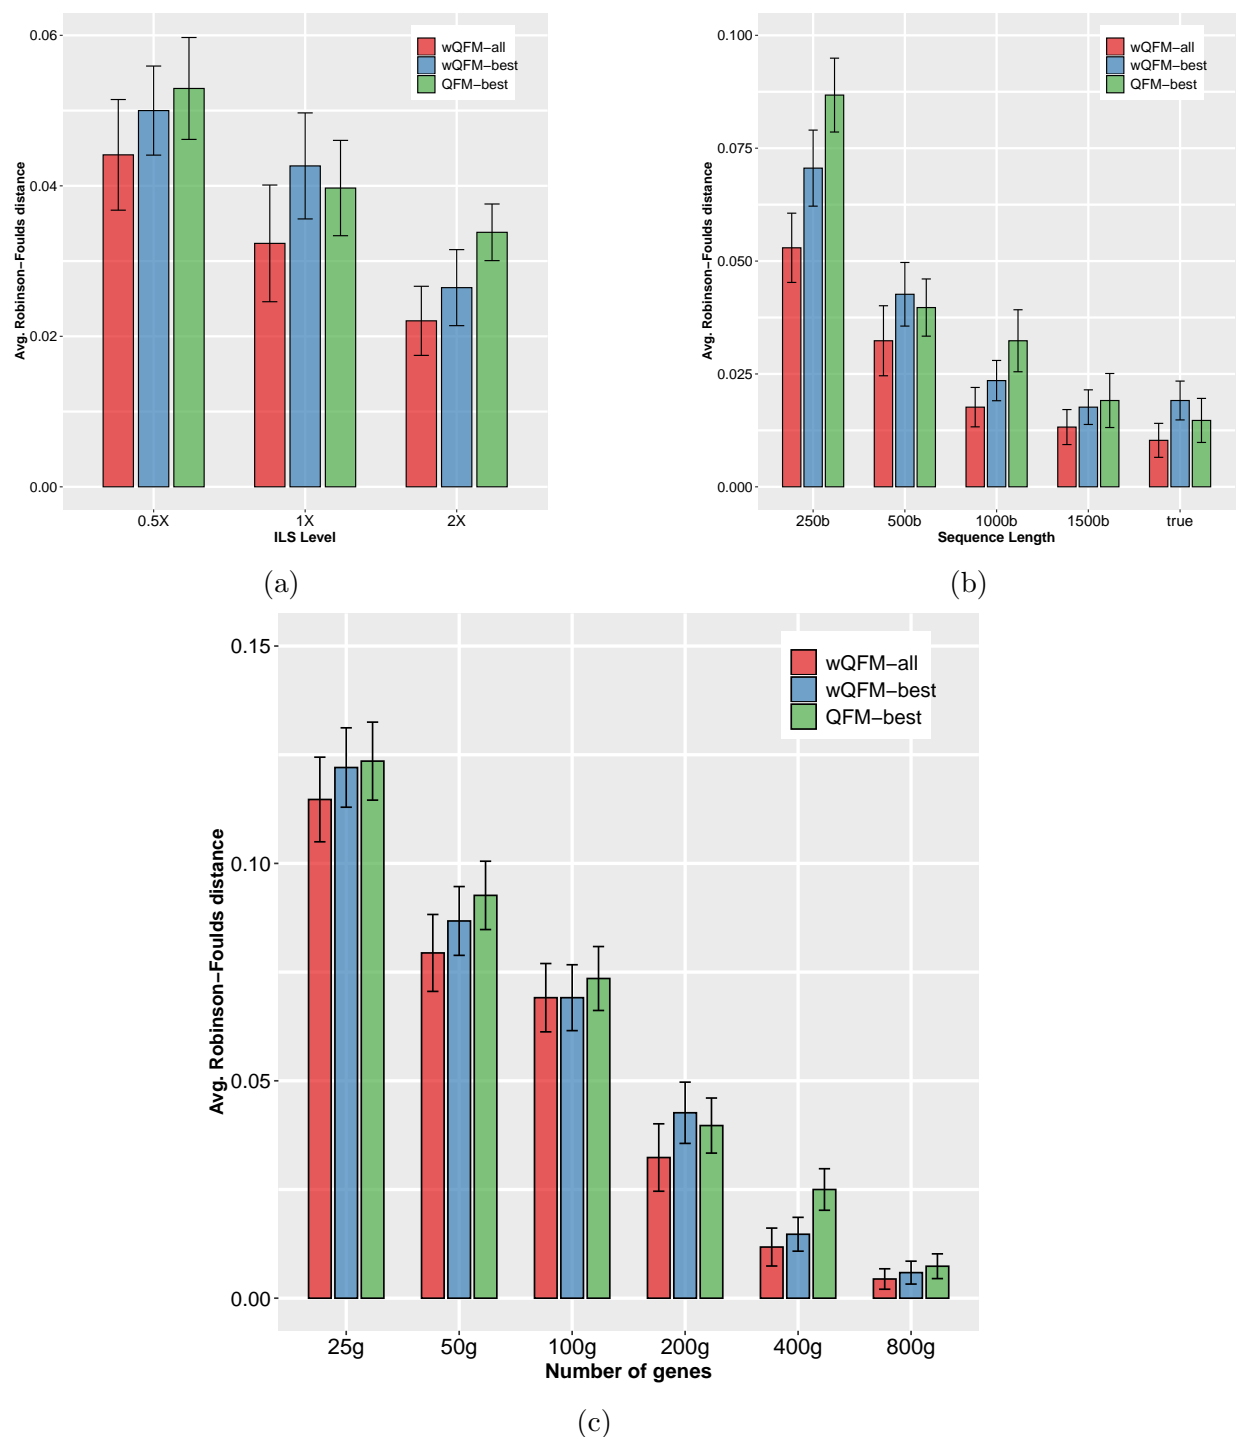 Avg. Robinson−Foulds distance
0.06
0.04
0.02
0.00
wQFM−all
wQFM−best
QFM−best
0.5X 1X 2X
ILS Level
(a)
Avg. Robinson−Foulds distance
0.100
0.075
0.050
0.025
0.000
wQFM−all
wQFM−best
QFM−best
250b 500b 1000b 1500b true
Sequence Length
(b)
Avg. Robinson−Foulds distance
0.15
0.10
0.05
0.00
wQFM−all
wQFM−best
QFM−best
25g 50g 100g 200g 400g 800g
Number of genes
(c)